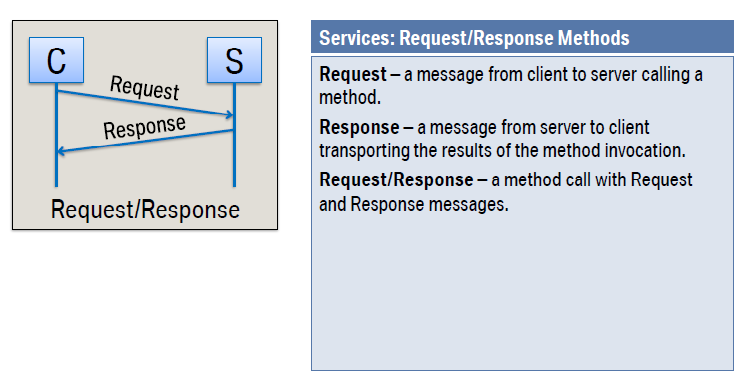 C
S
Request
Response
Request/Response
Services: Request/Response Methods
Request – a message from client to server calling a
method.
Response – a message from server to client
transporting the results of the method invocation.
Request/Response – a method call with Request
and Response messages.